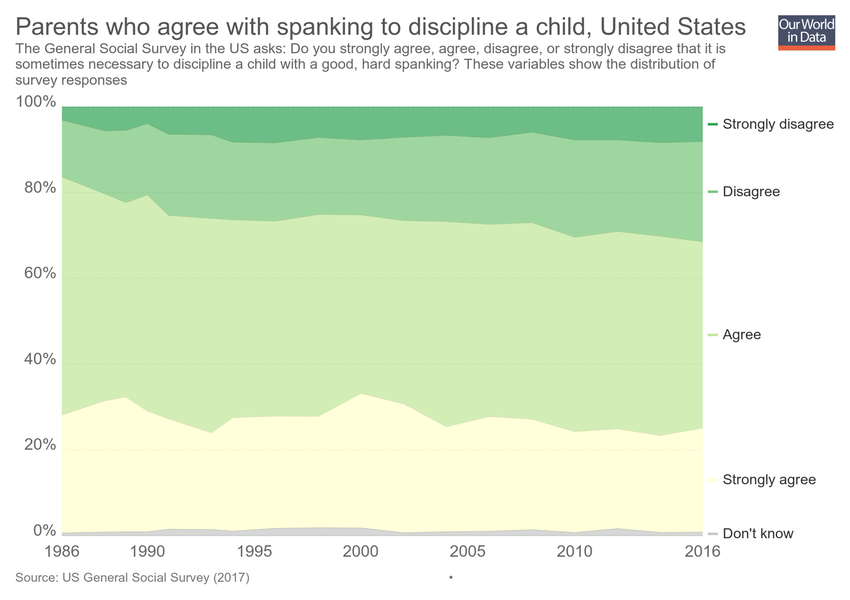 Parents who agree with spanking to discipline a child, United States
Our World
in Data
The General Social Survey in the US asks: Do you strongly agree, agree, disagree, or strongly disagree that it is
sometimes necessary to discipline a child with a good, hard spanking? These variables show the distribution of
survey responses
100%
Strongly disagree
80%
Disagree
60%
Agree
40%
20%
Strongly agree
0%
Don't know
1986 1990 1995 2000 2005 2010 2016
Source: US General Social Survey (2017) •